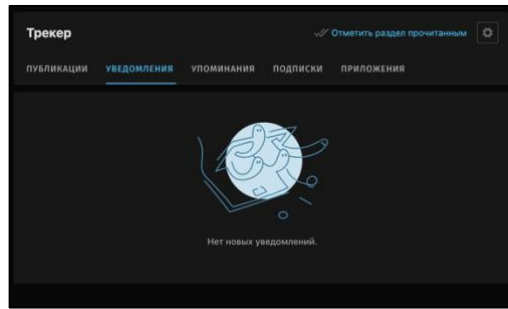 Трекер
Отметить раздел прочитанным
ПУБЛИКАЦИИ УВЕДОМЛЕНИЯ УПОМИНАНИЯ ПОДПИСКИ ПРИЛОЖЕНИЯ
Нет новых уведомлений.